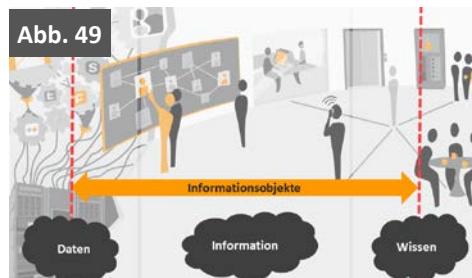 Abb. 49
S
Informationsobjekte
Daten
Information
Wissen